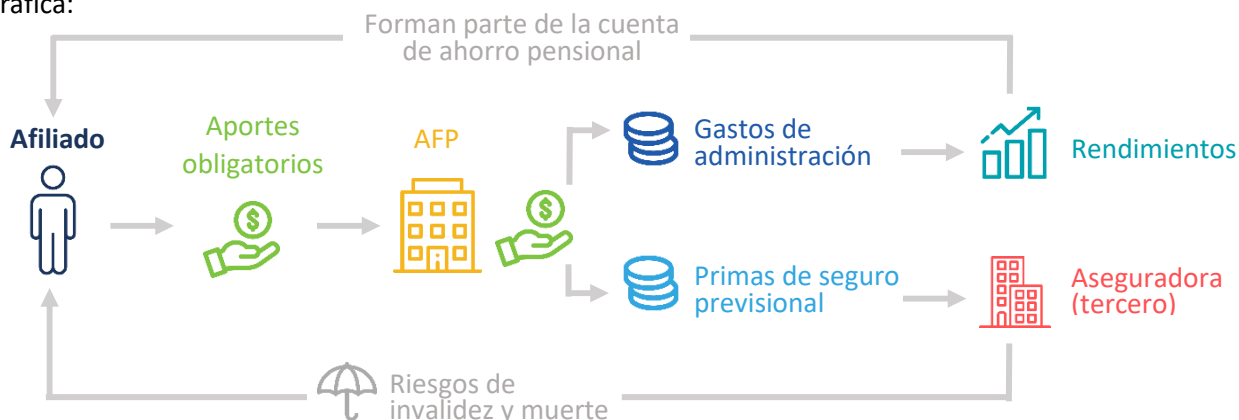 ráfica:
Forman parte de la cuenta
de ahorro pensional
Afiliado
Aportes
obligatorios
AFP
Gastos de
administración
Rendimientos
Primas de seguro
previsional
Aseguradora
(tercero)
Riesgos de
invalidez y muerte